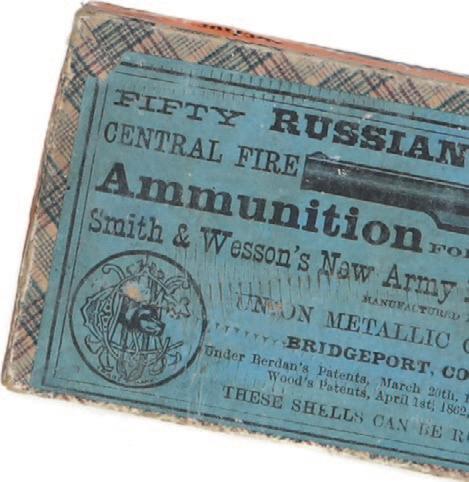 FIFTY RUSSIAN
CENTRAL FIRE
Ammunition FOR
Smith & Wesson's New Army
MANUFACTURED
UNION METALLIC C
BRIDGEPORT, CO
Under Berdan's Patents, March 20th,
Wood's Patents, April 1st, 1862,
THESE SHELLS CAN BE R